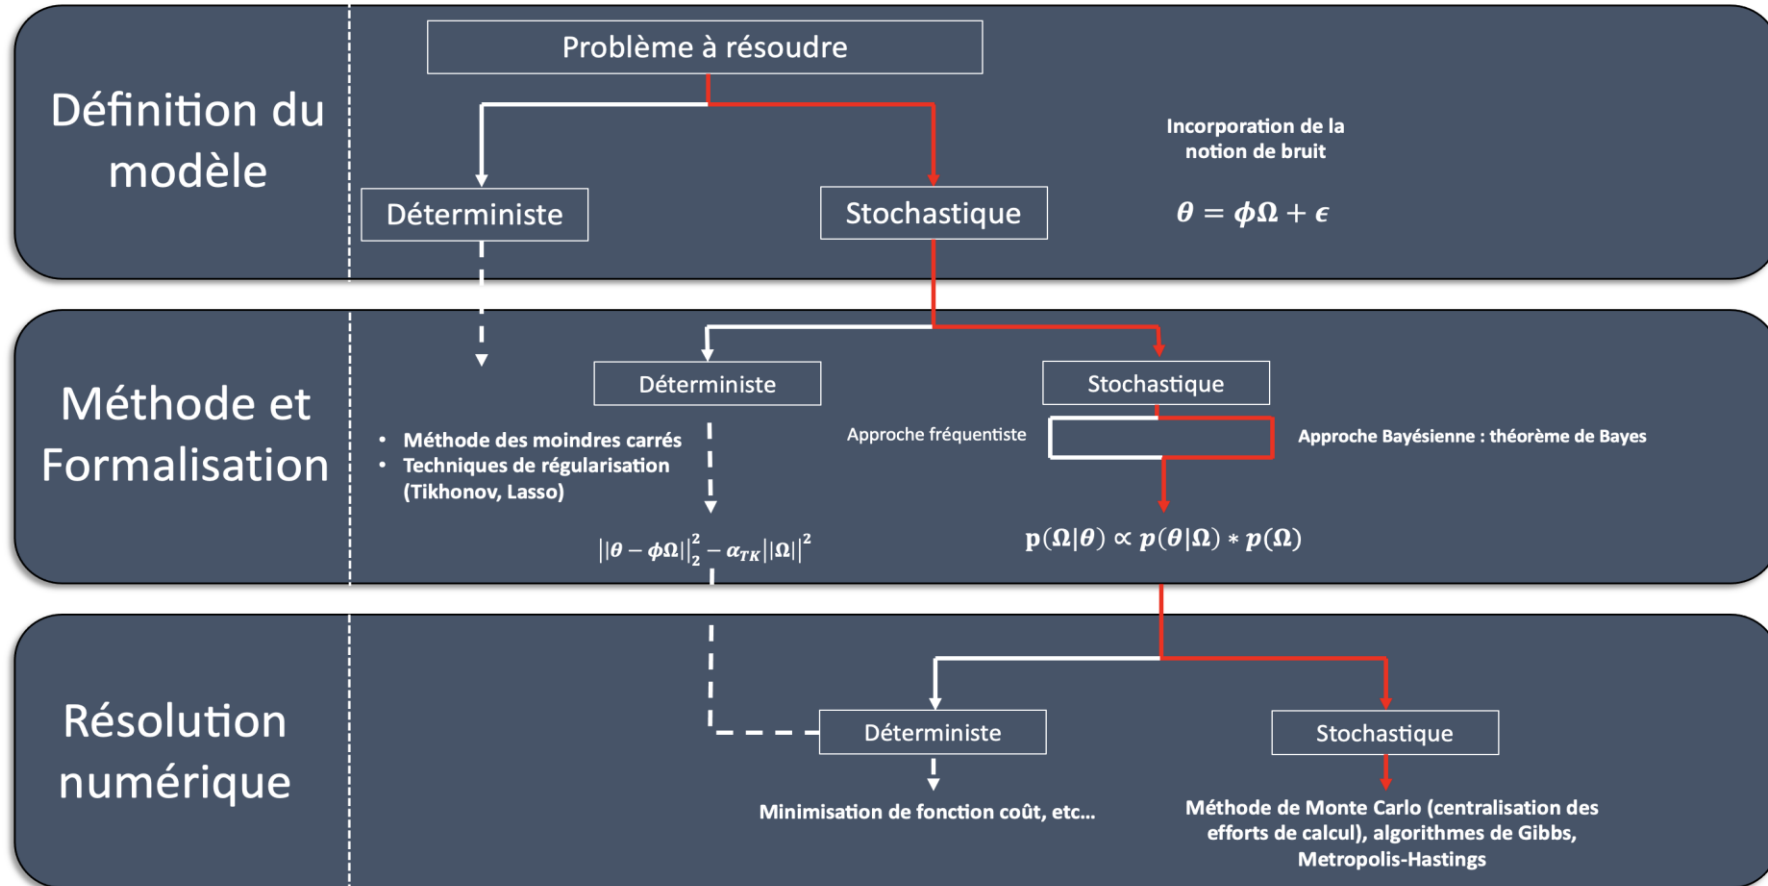 Définition du
modèle
Problème à résoudre
Déterministe
Stochastique
Incorporation de la
notion de bruit
θ = ϕΩ + ϵ
Méthode et
Formalisation
Déterministe
Stochastique
• Méthode des moindres carrés
• Techniques de régularisation
(Tikhonov, Lasso)
Approche fréquentiste
Approche Bayésienne : théorème de Bayes
||θ − ϕΩ||₂² − α_TK||Ω||²
p(Ω|θ) ∝ p(θ|Ω) * p(Ω)
Résolution
numérique
Déterministe
Stochastique
Minimisation de fonction coût, etc...
Méthode de Monte Carlo (centralisation des
efforts de calcul), algorithmes de Gibbs,
Metropolis-Hastings